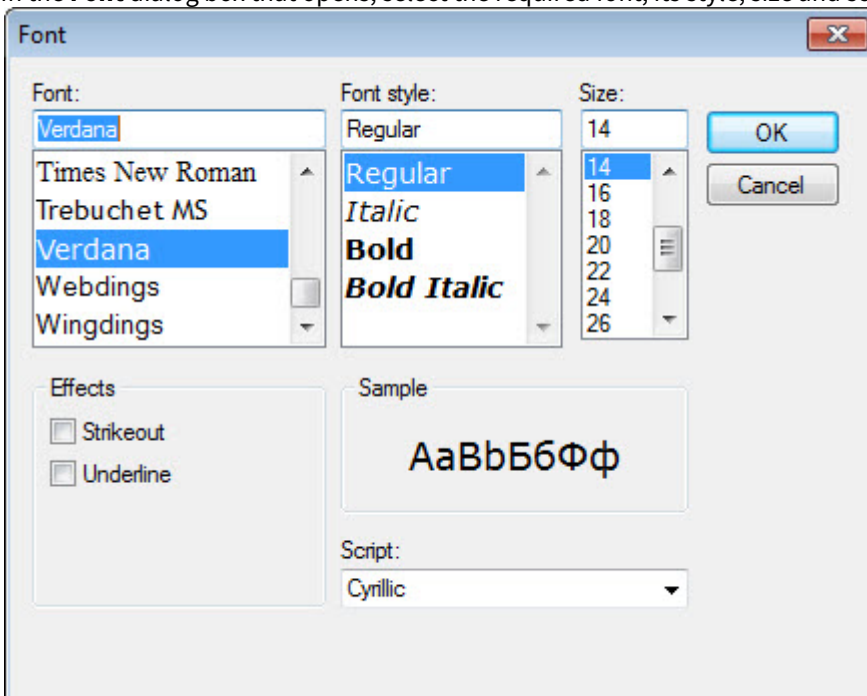 Font
Font:
Verdana
Times New Roman
Trebuchet MS
Verdana
Webdings
Wingdings
Font style:
Regular
Regular
Italic
Bold
Bold Italic
Size:
14
14
16
18
20
22
24
26
OK
Cancel
Effects
Strikeout
Underline
Sample
AaBbБбФф
Script:
Cyrillic